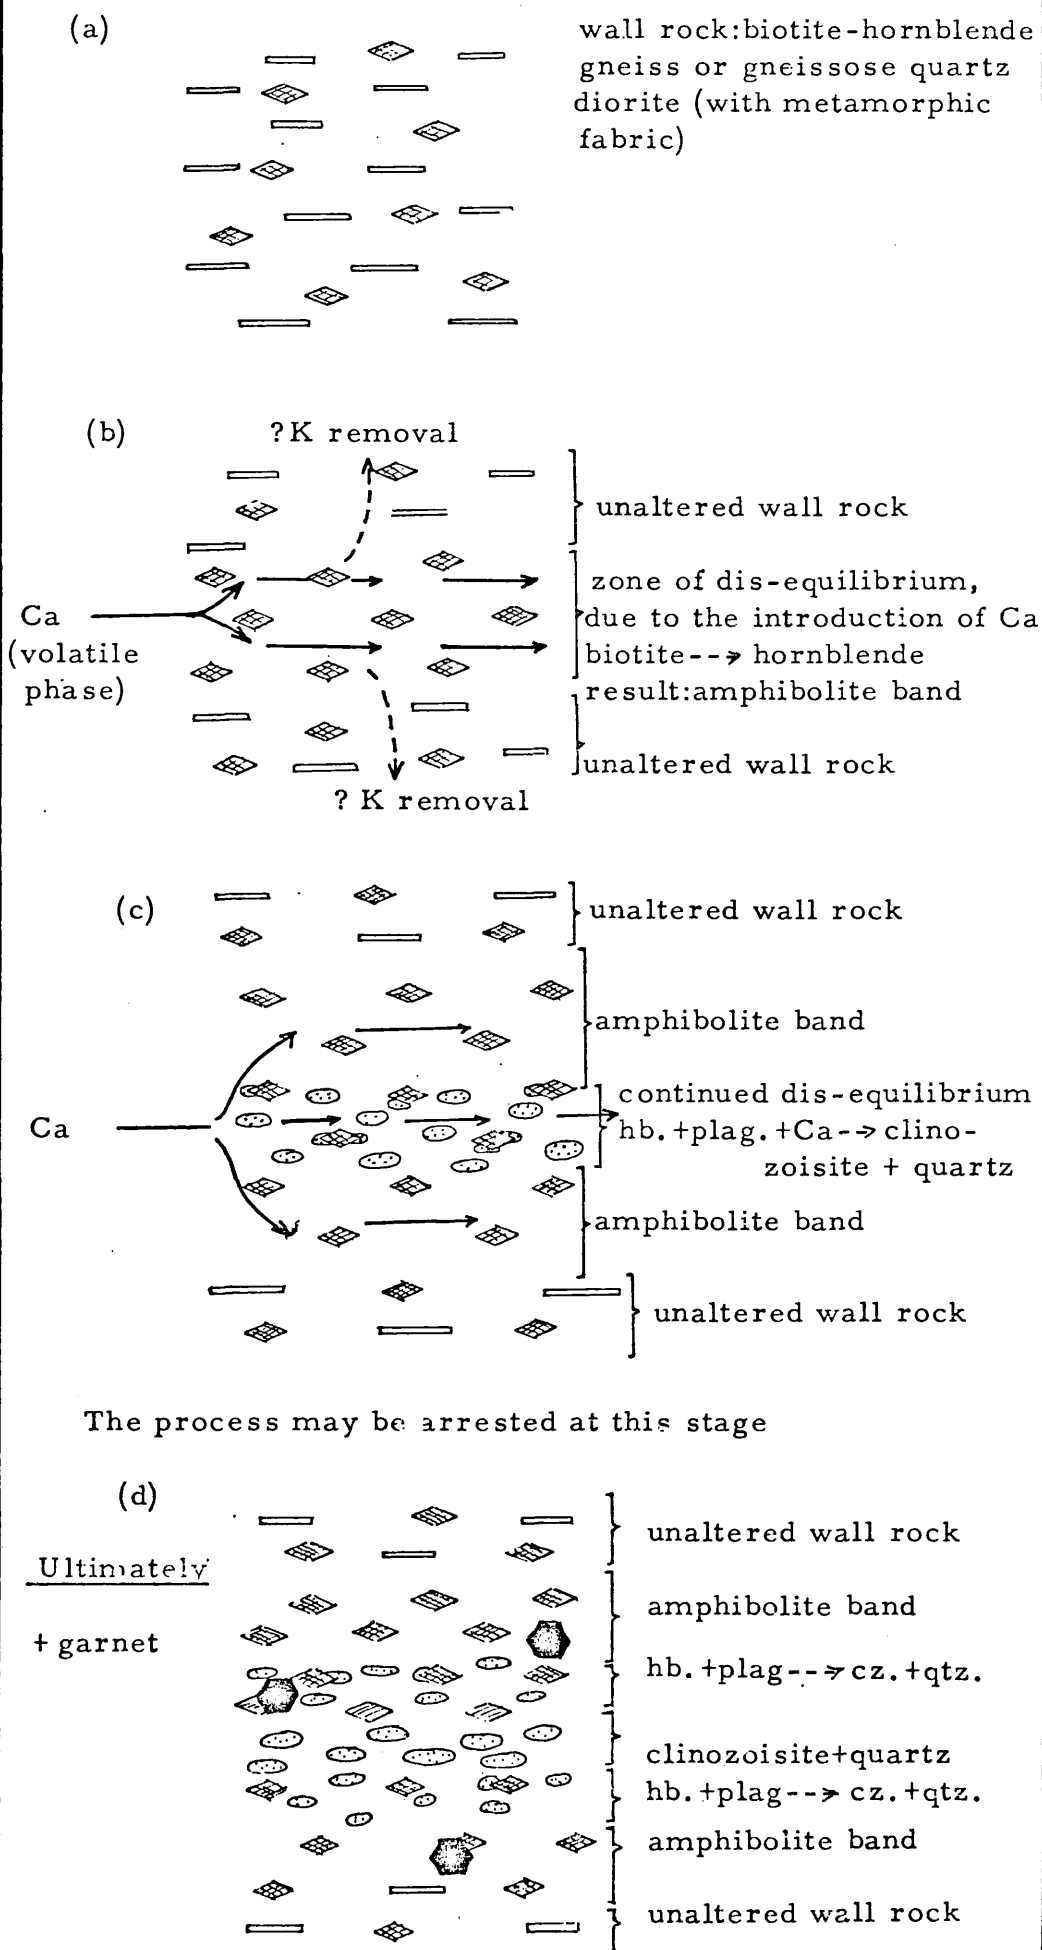 (a)
wall rock:biotite-hornblende
gneiss or gneissose quartz
diorite (with metamorphic
fabric)
(b)
?K removal
unaltered wall rock
Ca
(volatile
phase)
zone of dis-equilibrium,
due to the introduction of Ca
biotite--→ hornblende
result:amphibolite band
unaltered wall rock
? K removal
(c)
unaltered wall rock
amphibolite band
Ca
continued dis-equilibrium
hb. +plag. +Ca--→ clino-
zoisite + quartz
amphibolite band
unaltered wall rock
The process may be arrested at this stage
(d)
Ultimately
+ garnet
unaltered wall rock
amphibolite band
hb. +plag--→ cz. +qtz.
clinozoisite+quartz
hb. +plag--→ cz. +qtz.
amphibolite band
unaltered wall rock